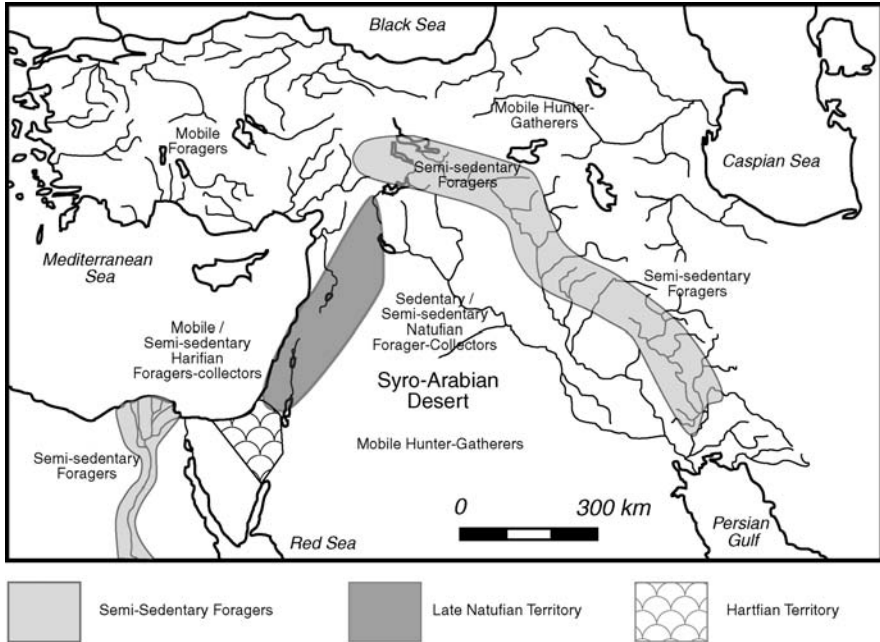 Black Sea
Mobile Hunter-
Gatherers
Mobile
Foragers
Caspian Sea
Semi-sedentary
Foragers
Mediterranean
Sea
Semi-sedentary
Foragers
Sedentary /
Semi-sedentary
Natufian
Forager-Collectors
Mobile /
Semi-sedentary
Harifian
Foragers-collectors
Syro-Arabian
Desert
Mobile Hunter-Gatherers
Semi-sedentary
Foragers
0 300 km
Red Sea
Persian
Gulf
Semi-Sedentary Foragers
Late Natufian Territory
Hartfian Territory